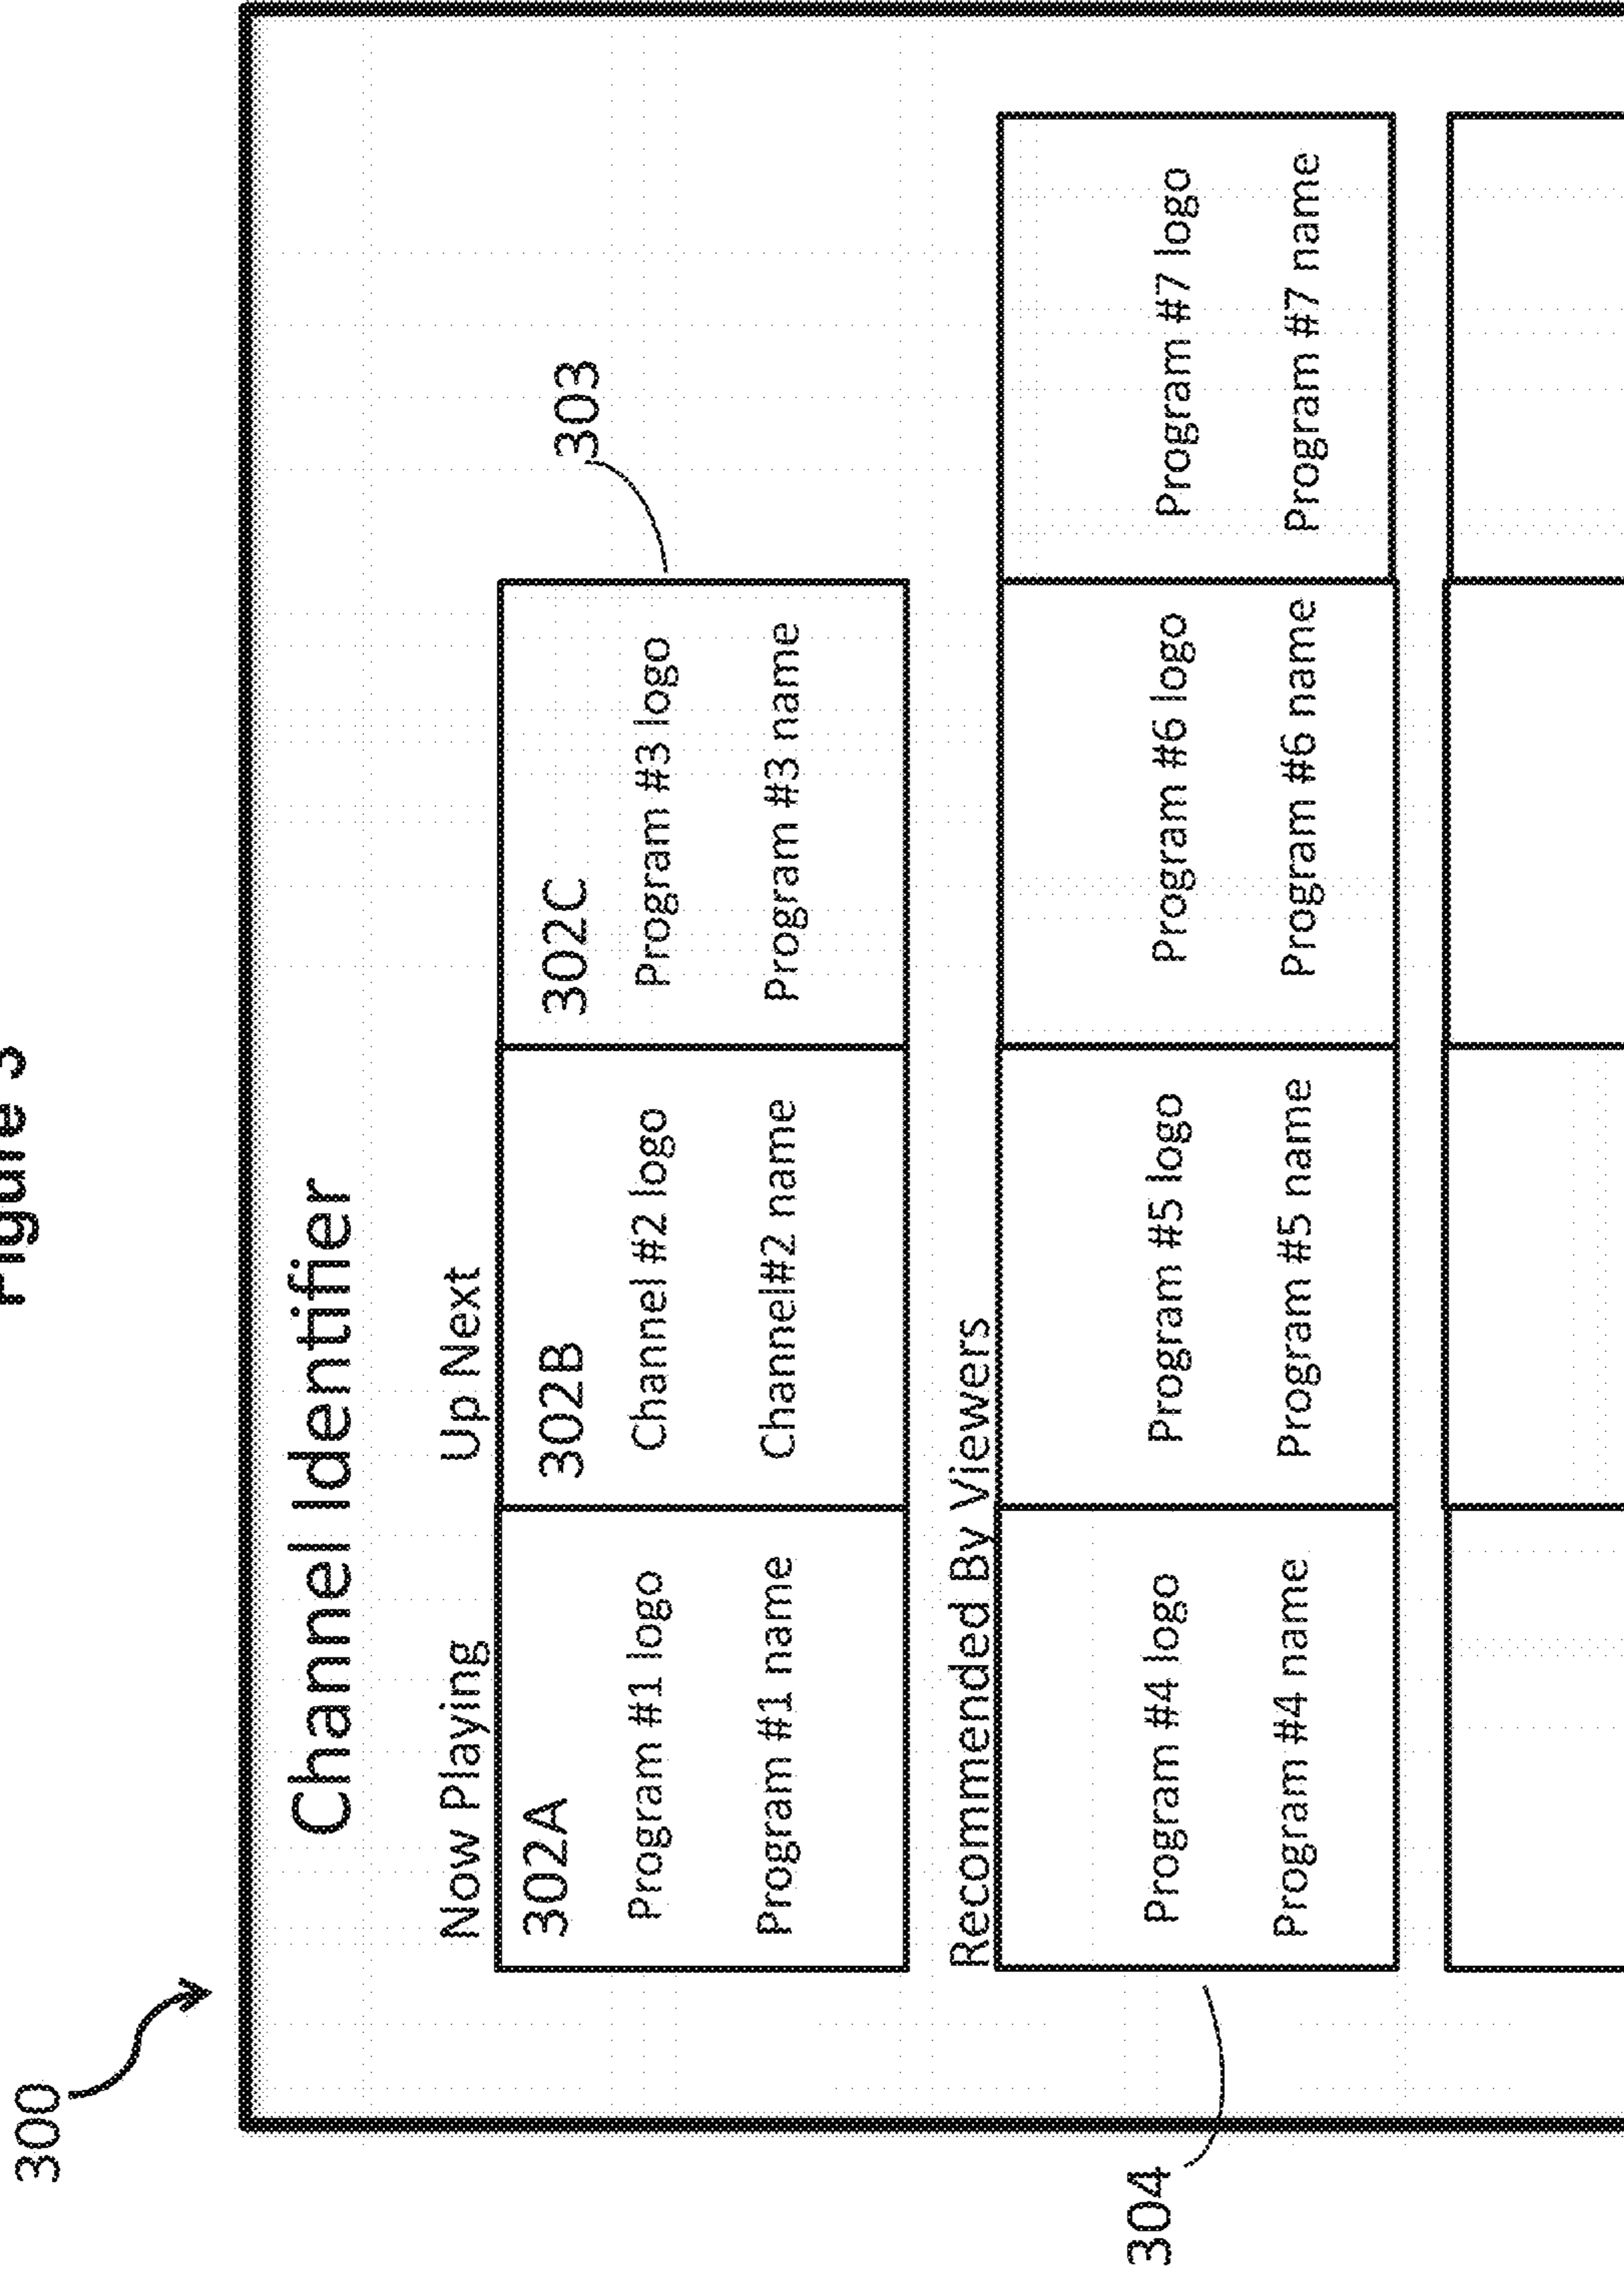 Figure 3
300
Channel Identifier
Now Playing
Up Next
302A
302B
302C
303
Program #1 logo
Channel #2 logo
Program #3 logo
Program #1 name
Channel#2 name
Program #3 name
Recommended By Viewers
304
Program #4 logo
Program #5 logo
Program #6 logo
Program #7 logo
Program #4 name
Program #5 name
Program #6 name
Program #7 name